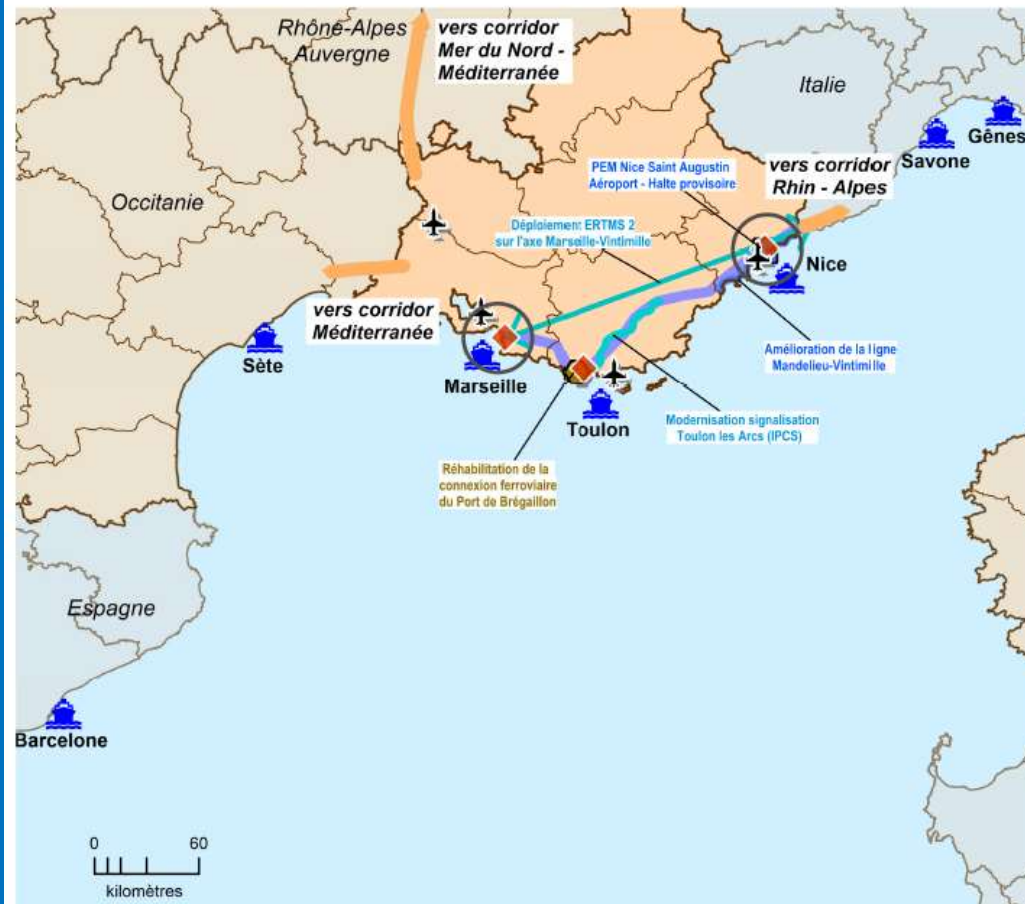 Rhône-Alpes
Auvergne
vers corridor
Mer du Nord -
Méditerranée
Italie
Gênes
Savone
PEM Nice Saint Augustin
Aéroport - Halte provisoire
vers corridor
Rhin - Alpes
Occitanie
Déploiement ERTMS 2
sur l'axe Marseille-Vintimille
Nice
vers corridor
Méditerranée
Sète
Marseille
Amélioration de la ligne
Mandelieu-Vintimille
Toulon
Modernisation signalisation
Toulon les Arcs (IPCS)
Réhabilitation de la
connexion ferroviaire
du Port de Brégaillon
Espagne
Barcelone
0 60
kilomètres